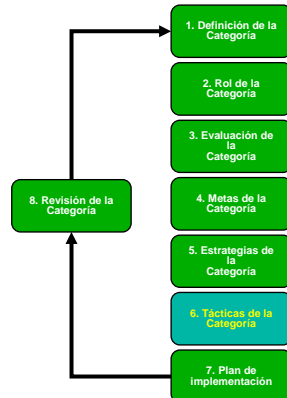 1. Definición de la
Categoría
2. Rol de la
Categoría
3. Evaluación de
la
Categoría
8. Revisión de la
Categoría
4. Metas de la
Categoría
5. Estrategias de
la
Categoría
6. Tácticas de la
Categoría
7. Plan de
implementación